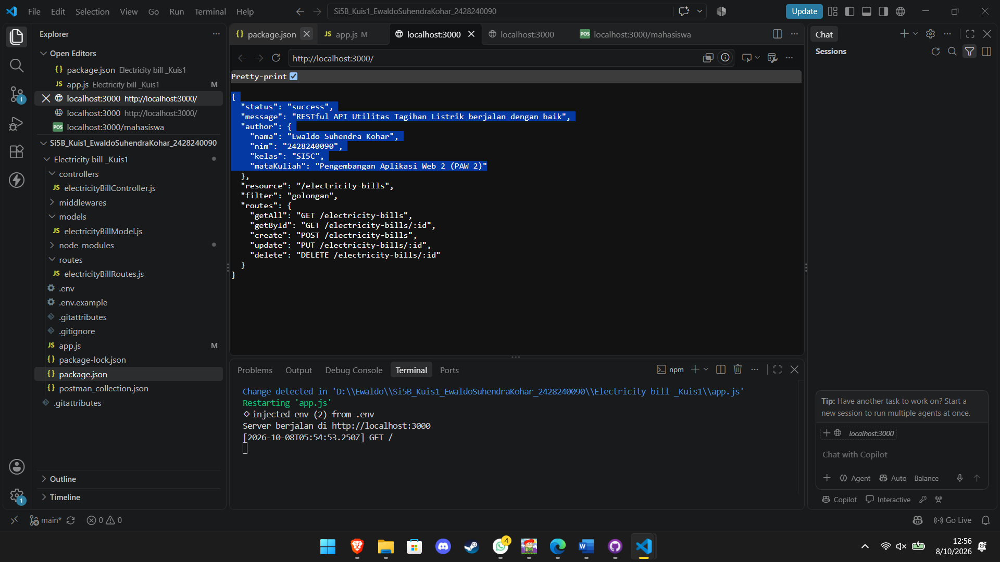 File Edit Selection View Go Run Terminal Help
Si5B_Kuis1_EwaldoSuhendraKohar_2428240090
Update
Explorer
Open Editors
{} package.json Electricity bill _Kuis1
JS app.js Electricity bill _Kuis1 M
localhost:3000 http://localhost:3000/
localhost:3000 http://localhost:3000/
POS localhost:3000/mahasiswa
Si5B_Kuis1_EwaldoSuhendraKohar_2428240090
Electricity bill _Kuis1
controllers
JS electricityBillController.js
middlewares
models
JS electricityBillModel.js
node_modules
routes
JS electricityBillRoutes.js
.env
.env.example
.gitattributes
.gitignore
JS app.js M
{} package-lock.json
{} package.json
{} postman_collection.json
.gitattributes
Outline
Timeline
1
1
{} package.json
JS app.js M
localhost:3000
localhost:3000
POS localhost:3000/mahasiswa
http://localhost:3000/
Pretty-print
{
  "status": "success",
  "message": "RESTful API Utilitas Tagihan Listrik berjalan dengan baik",
  "author": {
    "nama": "Ewaldo Suhendra Kohar",
    "nim": "2428240090",
    "kelas": "SI5C",
    "mataKuliah": "Pengembangan Aplikasi Web 2 (PAW 2)"
  },
  "resource": "/electricity-bills",
  "filter": "golongan",
  "routes": {
    "getAll": "GET /electricity-bills",
    "getById": "GET /electricity-bills/:id",
    "create": "POST /electricity-bills",
    "update": "PUT /electricity-bills/:id",
    "delete": "DELETE /electricity-bills/:id"
  }
}
Problems Output Debug Console Terminal Ports
npm
Change detected in 'D:\\Ewaldo\\Si5B_Kuis1_EwaldoSuhendraKohar_2428240090\\Electricity bill _Kuis1\\app.js'
Restarting 'app.js'
injected env (2) from .env
Server berjalan di http://localhost:3000
[2026-10-08T05:54:53.250Z] GET /
Chat
Sessions
Tip: Have another task to work on? Start a
new session to run multiple agents at once.
localhost:3000
Chat with Copilot
Agent Auto Balance
Copilot Interactive
main* 0 0
Go Live
4
12:56
8/10/2026